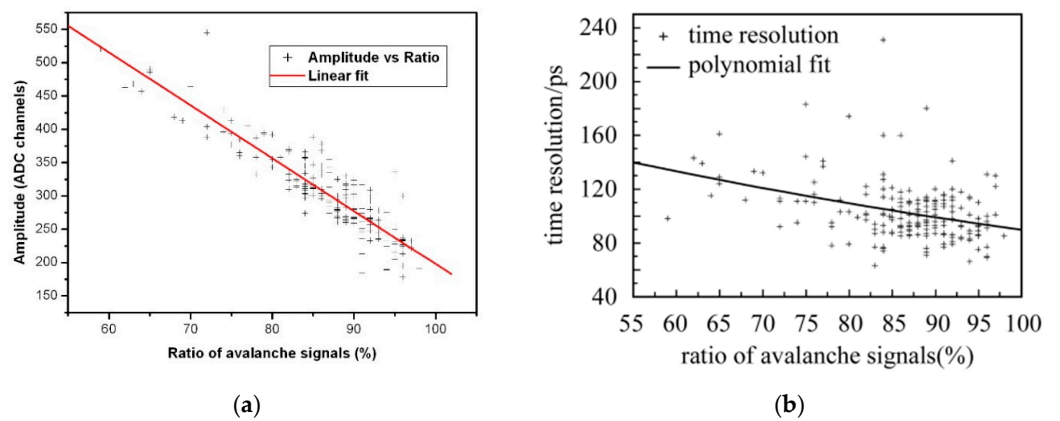 550
500
450
400
350
300
250
200
150
Amplitude (ADC channels)
Amplitude vs Ratio
Linear fit
60 70 80 90 100
Ratio of avalanche signals (%)
(a)
240
200
160
120
80
40
time resolution/ps
time resolution
polynomial fit
55 60 65 70 75 80 85 90 95 100
ratio of avalanche signals(%)
(b)